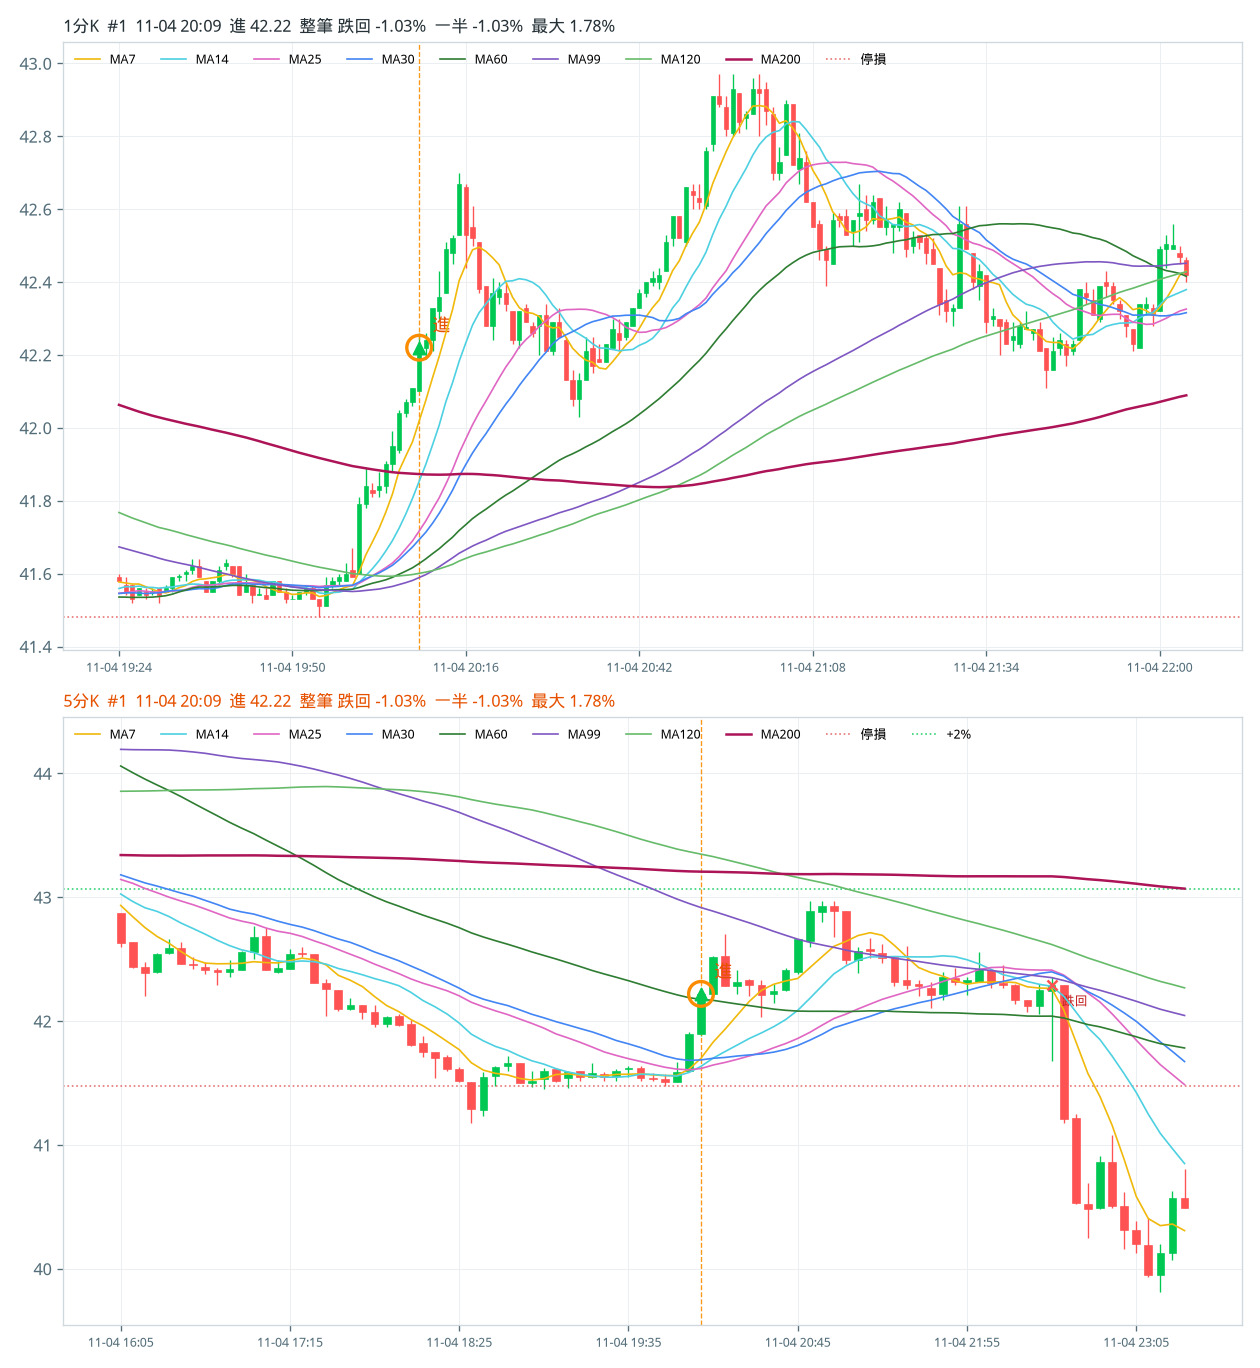 1分K #1 11-04 20:09 進 42.22 整筆 跌回 -1.03% 一半 -1.03% 最大 1.78%
MA7 MA14 MA25 MA30 MA60 MA99 MA120 MA200 停損
43.0
42.8
42.6
42.4
進
42.2
42.0
41.8
41.6
41.4
11-04 19:24 11-04 19:50 11-04 20:16 11-04 20:42 11-04 21:08 11-04 21:34 11-04 22:00
5分K #1 11-04 20:09 進 42.22 整筆 跌回 -1.03% 一半 -1.03% 最大 1.78%
MA7 MA14 MA25 MA30 MA60 MA99 MA120 MA200 停損 +2%
44
43
進
跌回
42
41
40
11-04 16:05 11-04 17:15 11-04 18:25 11-04 19:35 11-04 20:45 11-04 21:55 11-04 23:05